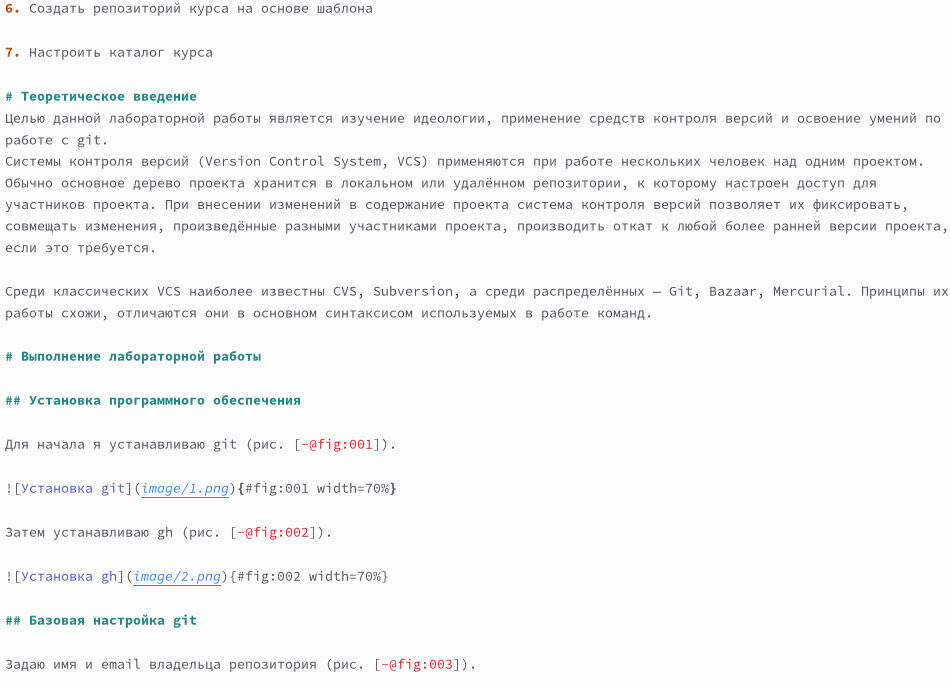 6. Создать репозиторий курса на основе шаблона
7. Настроить каталог курса
# Теоретическое введение
Целью данной лабораторной работы является изучение идеологии, применение средств контроля версий и освоение умений по
работе с git.
Системы контроля версий (Version Control System, VCS) применяются при работе нескольких человек над одним проектом.
Обычно основное дерево проекта хранится в локальном или удалённом репозитории, к которому настроен доступ для
участников проекта. При внесении изменений в содержание проекта система контроля версий позволяет их фиксировать,
совмещать изменения, произведённые разными участниками проекта, производить откат к любой более ранней версии проекта,
если это требуется.
Среди классических VCS наиболее известны CVS, Subversion, а среди распределённых — Git, Bazaar, Mercurial. Принципы их
работы схожи, отличаются они в основном синтаксисом используемых в работе команд.
# Выполнение лабораторной работы
## Установка программного обеспечения
Для начала я устанавливаю git (рис. [-@fig:001]).
![Установка git](image/1.png){#fig:001 width=70%}
Затем устанавливаю gh (рис. [-@fig:002]).
![Установка gh](image/2.png){#fig:002 width=70%}
## Базовая настройка git
Задаю имя и email владельца репозитория (рис. [-@fig:003]).